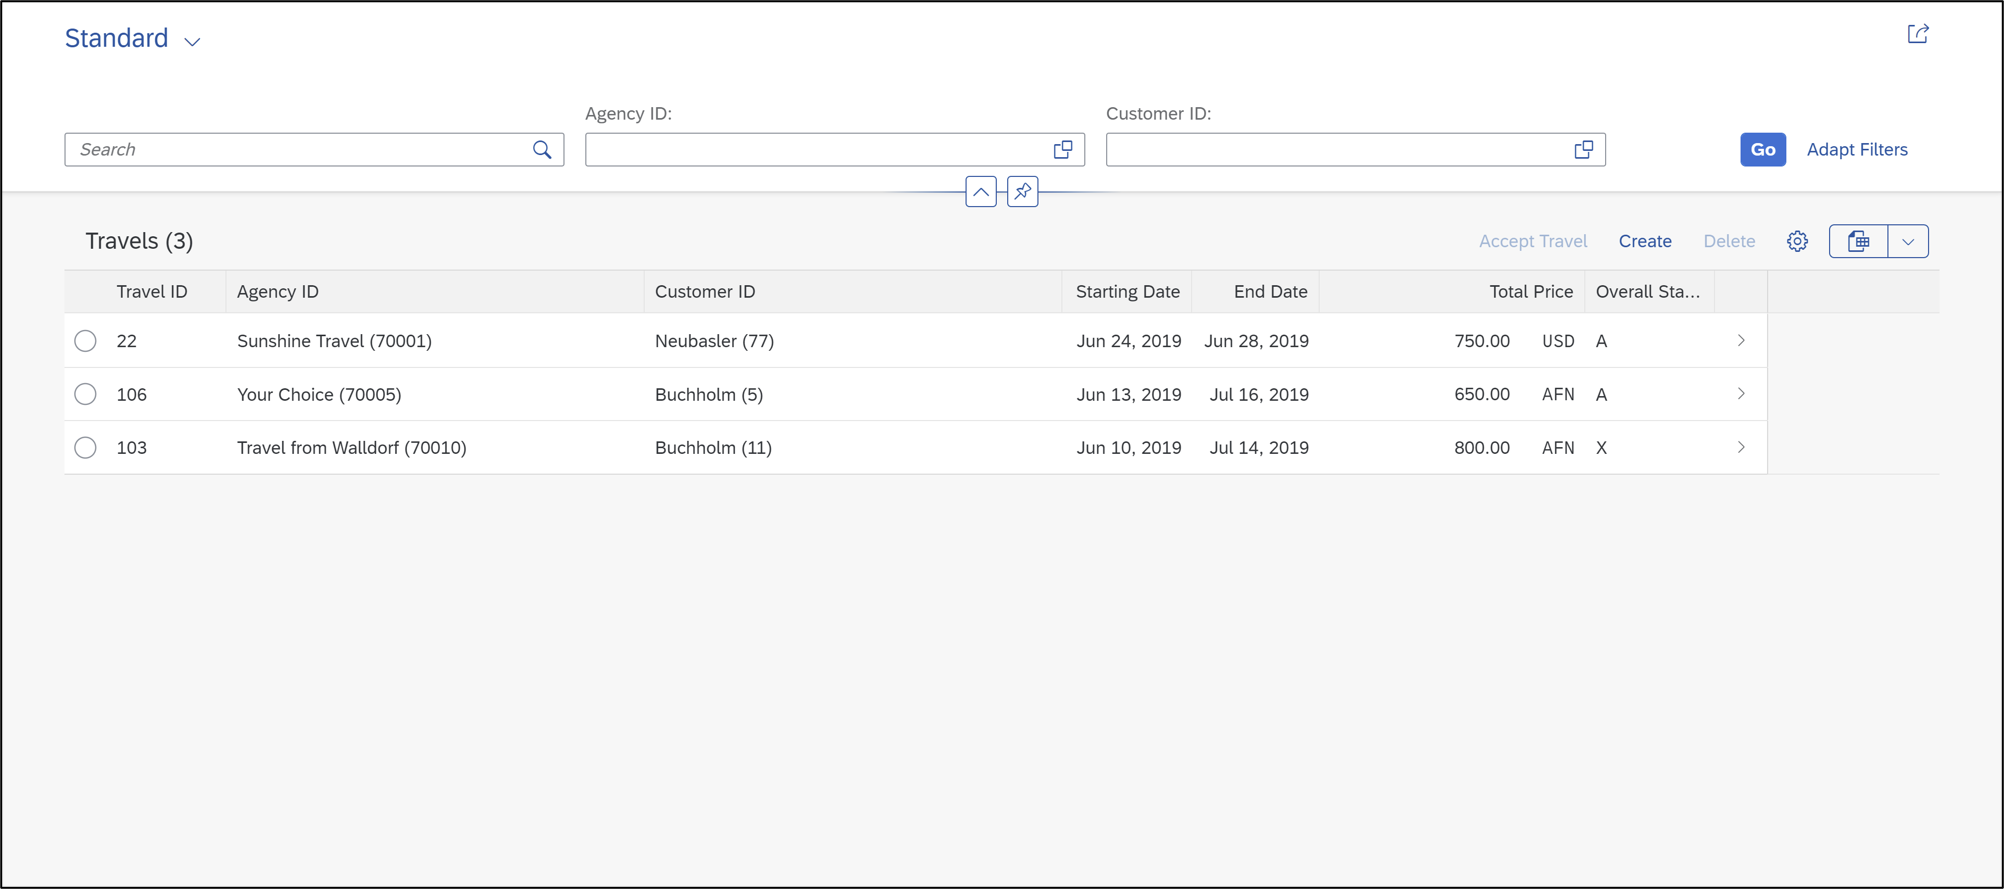 Standard
Agency ID:
Customer ID:
Search
Go
Adapt Filters
Travels (3)
Accept Travel
Create
Delete
Travel ID
Agency ID
Customer ID
Starting Date
End Date
Total Price
Overall Sta...
22 Sunshine Travel (70001) Neubasler (77) Jun 24, 2019 Jun 28, 2019 750.00 USD A
106 Your Choice (70005) Buchholm (5) Jun 13, 2019 Jul 16, 2019 650.00 AFN A
103 Travel from Walldorf (70010) Buchholm (11) Jun 10, 2019 Jul 14, 2019 800.00 AFN X